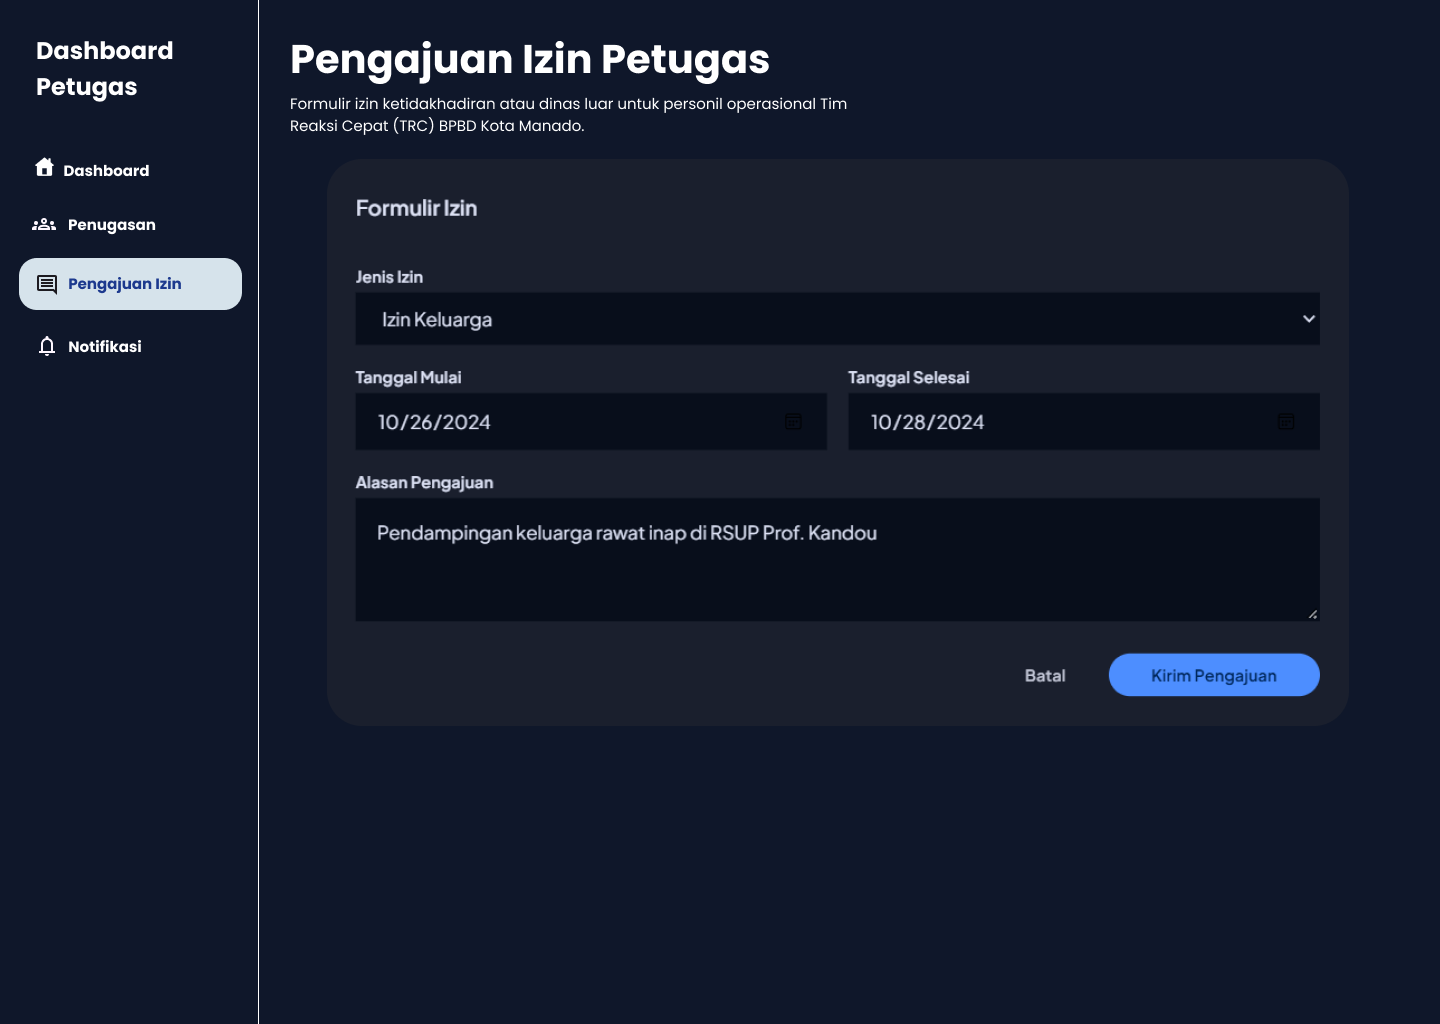 Dashboard
Petugas
Dashboard
Penugasan
Pengajuan Izin
Notifikasi
Pengajuan Izin Petugas
Formulir izin ketidakhadiran atau dinas luar untuk personil operasional Tim
Reaksi Cepat (TRC) BPBD Kota Manado.
Formulir Izin
Jenis Izin
Izin Keluarga
Tanggal Mulai
Tanggal Selesai
10/26/2024
10/28/2024
Alasan Pengajuan
Pendampingan keluarga rawat inap di RSUP Prof. Kandou
Batal
Kirim Pengajuan